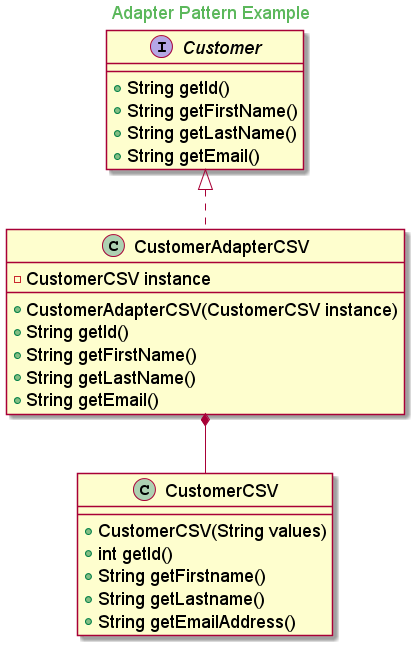 Adapter Pattern Example
I Customer
String getId()
String getFirstName()
String getLastName()
String getEmail()
C CustomerAdapterCSV
CustomerCSV instance
CustomerAdapterCSV(CustomerCSV instance)
String getId()
String getFirstName()
String getLastName()
String getEmail()
C CustomerCSV
CustomerCSV(String values)
int getId()
String getFirstname()
String getLastname()
String getEmailAddress()